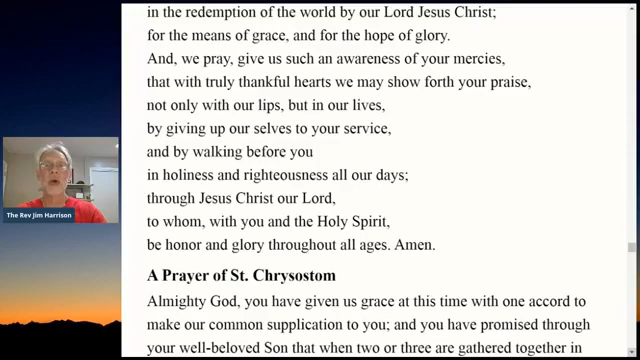 in the redemption of the world by our Lord Jesus Christ;
for the means of grace, and for the hope of glory.
And, we pray, give us such an awareness of your mercies,
that with truly thankful hearts we may show forth your praise,
not only with our lips, but in our lives,
by giving up our selves to your service,
and by walking before you
in holiness and righteousness all our days;
through Jesus Christ our Lord,
to whom, with you and the Holy Spirit,
be honor and glory throughout all ages. Amen.
A Prayer of St. Chrysostom
Almighty God, you have given us grace at this time with one accord to
make our common supplication to you; and you have promised through
your well-beloved Son that when two or three are gathered together in
The Rev Jim Harrison